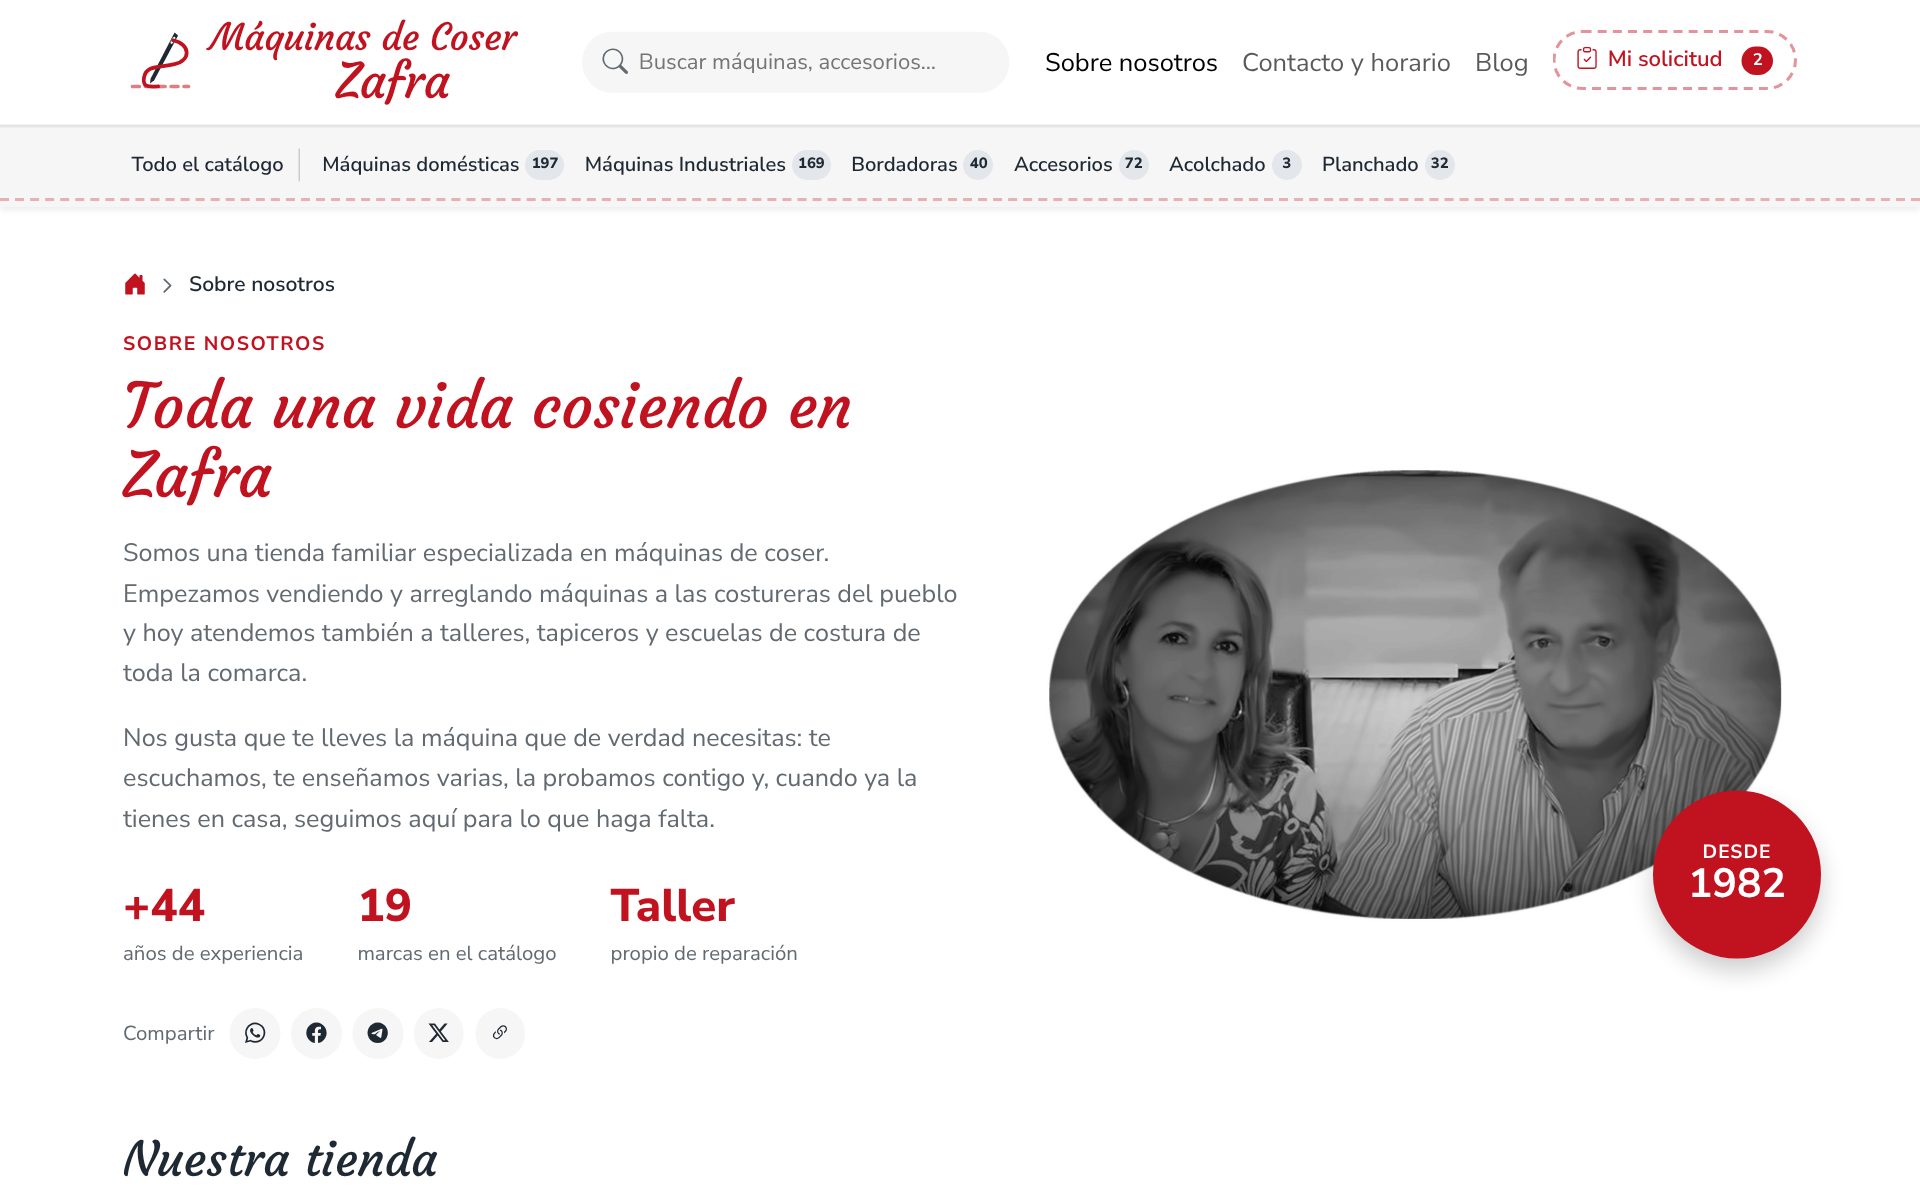 Máquinas de Coser
Zafra
Buscar máquinas, accesorios...
Sobre nosotros
Contacto y horario
Blog
Mi solicitud 2
Todo el catálogo
Máquinas domésticas 197
Máquinas Industriales 169
Bordadoras 40
Accesorios 72
Acolchado 3
Planchado 32
Sobre nosotros
SOBRE NOSOTROS
Toda una vida cosiendo en
Zafra
Somos una tienda familiar especializada en máquinas de coser.
Empezamos vendiendo y arreglando máquinas a las costureras del pueblo
y hoy atendemos también a talleres, tapiceros y escuelas de costura de
toda la comarca.
Nos gusta que te lleves la máquina que de verdad necesitas: te
escuchamos, te enseñamos varias, la probamos contigo y, cuando ya la
tienes en casa, seguimos aquí para lo que haga falta.
+44
años de experiencia
19
marcas en el catálogo
Taller
propio de reparación
DESDE
1982
Compartir
Nuestra tienda